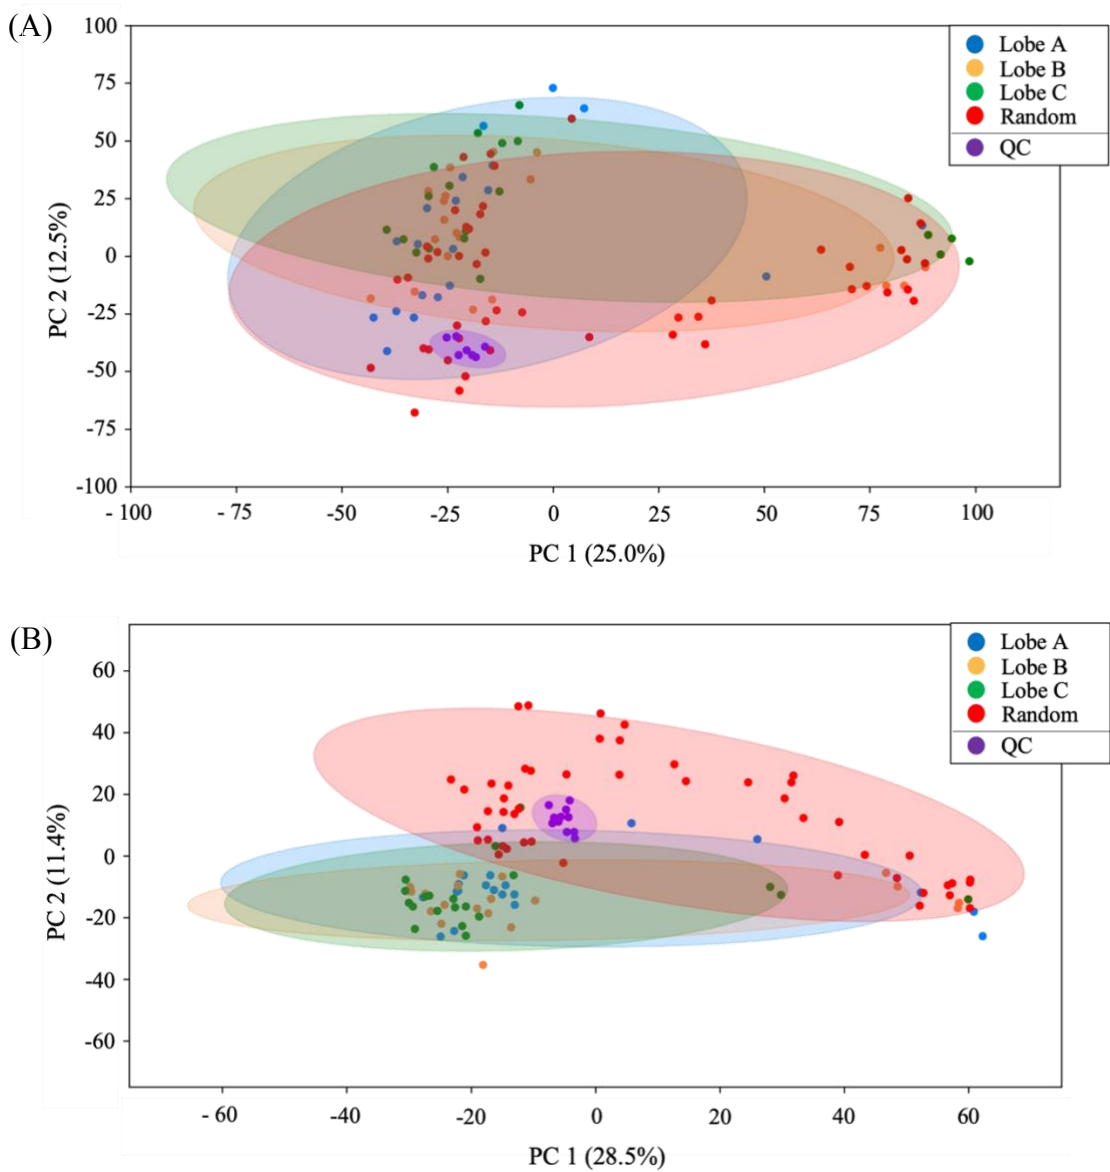 (A)
100
75
50
25
0
-25
-50
-75
-100
PC 2 (12.5%)
- 100
- 75
-50
-25
0
25
50
75
100
PC 1 (25.0%)
Lobe A
Lobe B
Lobe C
Random
QC
(B)
60
40
20
0
-20
-40
-60
PC 2 (11.4%)
- 60
-40
-20
0
20
40
60
PC 1 (28.5%)
Lobe A
Lobe B
Lobe C
Random
QC